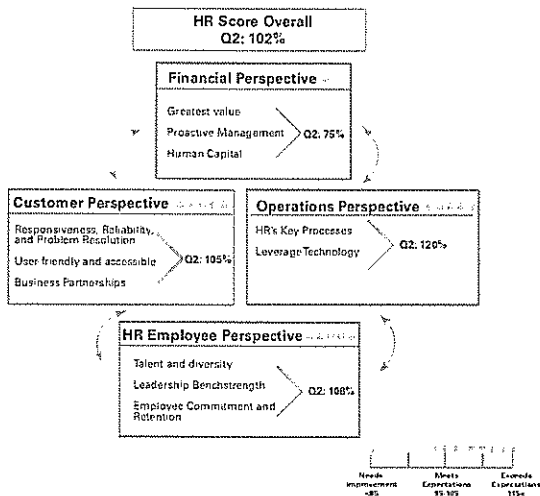 HR Score Overall
Q2: 102%
Financial Perspective
Greatest value
Proactive Management
Human Capital
Q2: 75%
Customer Perspective
Responsiveness, Reliability,
and Problem Resolution
User-friendly and accessible
Business Partnerships
Q2: 105%
Operations Perspective
HR's Key Processes
Leverage Technology
Q2: 120%
HR Employee Perspective
Talent and diversity
Leadership Benchstrength
Employee Commitment and
Retention
Q2: 108%
Needs
Improvement
Meets
Expectations
95-105
Exceeds
Expectations